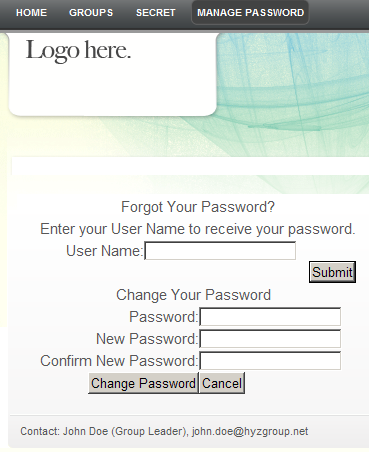 HOME GROUPS SECRET MANAGE PASSWORD
Logo here.
Forgot Your Password?
Enter your User Name to receive your password.
User Name:
Submit
Change Your Password
Password:
New Password:
Confirm New Password:
Change Password Cancel
Contact: John Doe (Group Leader), john.doe@hyzgroup.net